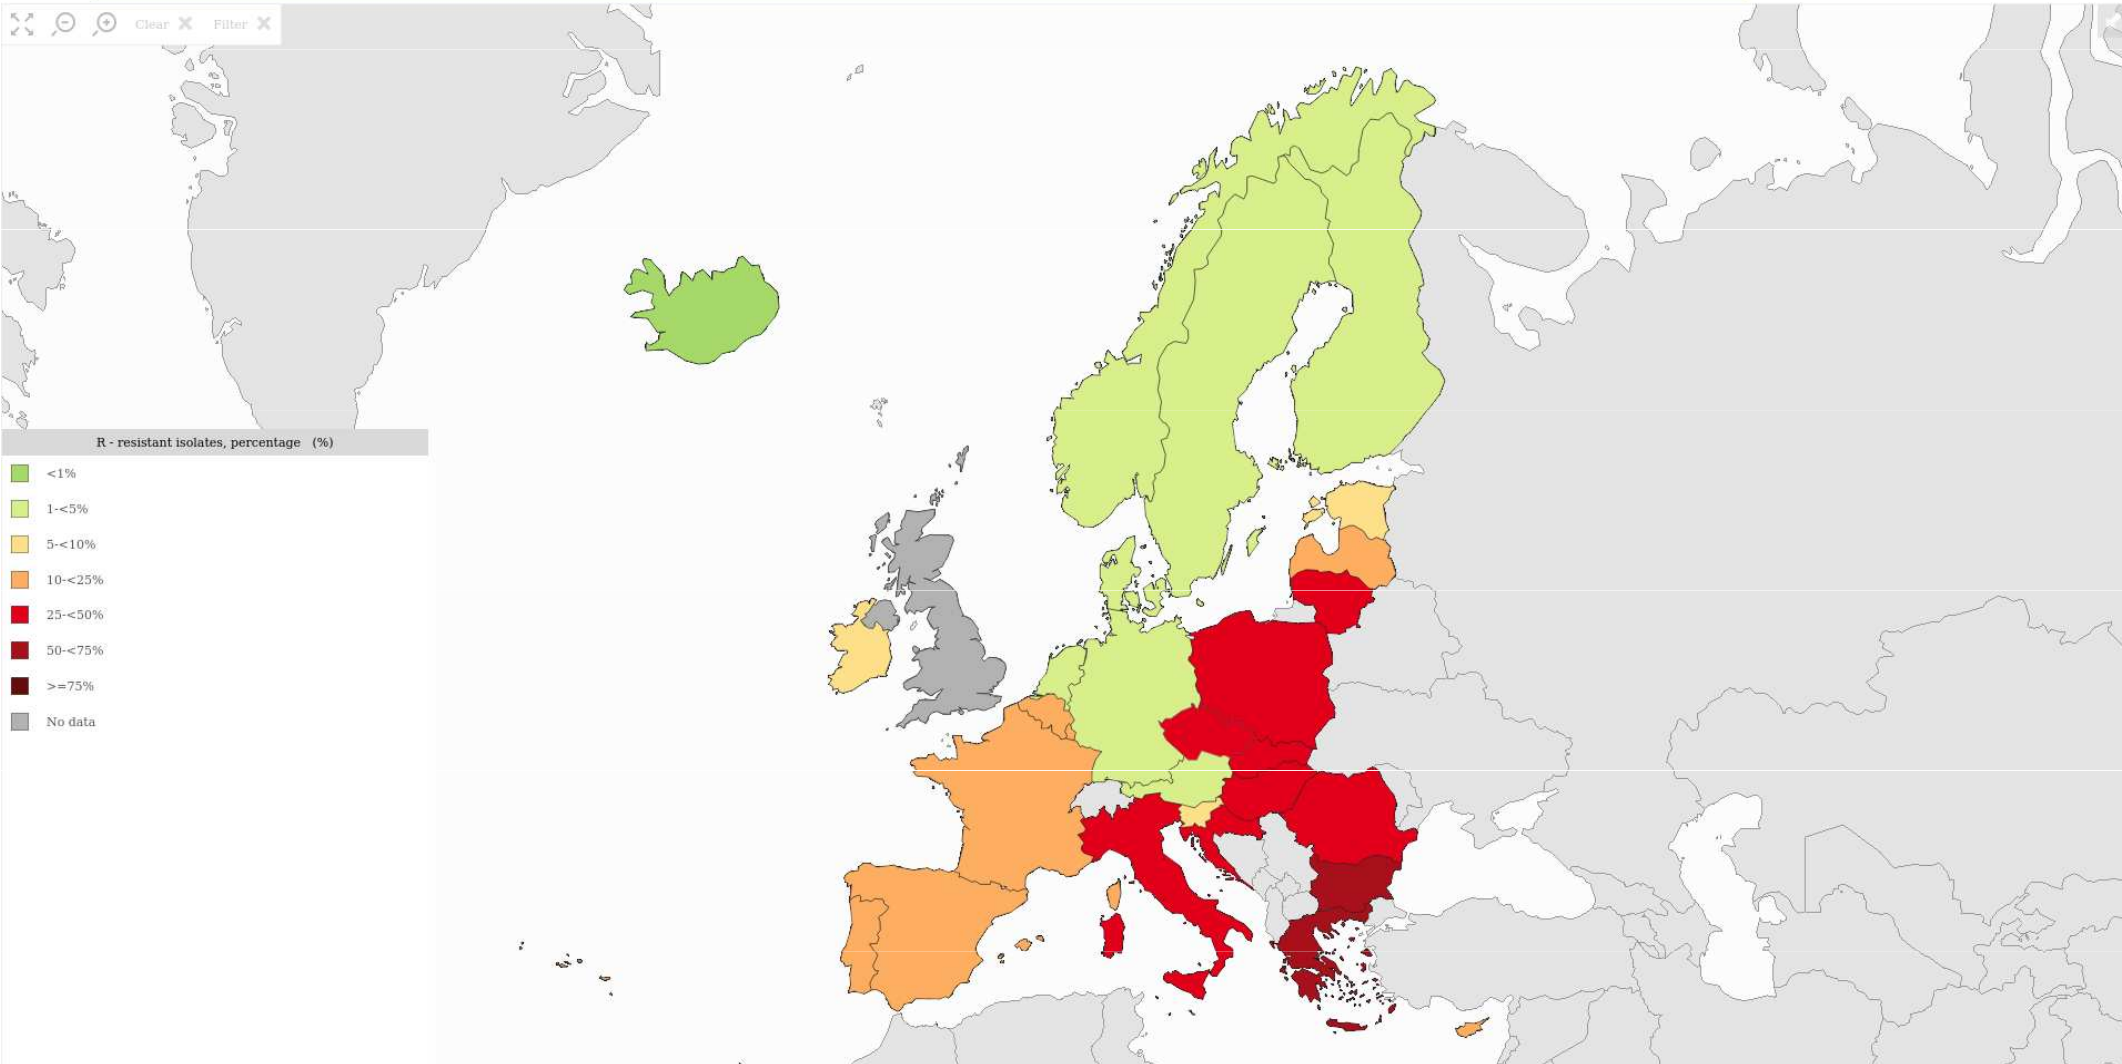 Clear
Filter
R - resistant isolates, percentage (%)
<1%
1-<5%
5-<10%
10-<25%
25-<50%
50-<75%
>=75%
No data